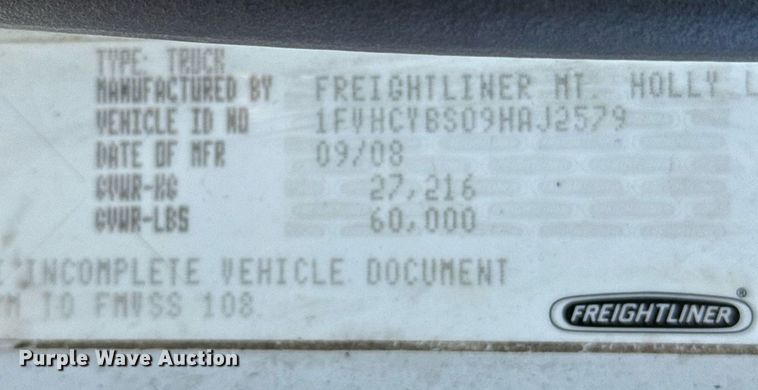 TYPE: TRUCK
MANUFACTURED BY FREIGHTLINER MT. HOLLY L
VEHICLE ID NO 1FVHCYBS09HAJ2579
DATE OF MFR 09/08
GVWR-KG 27,216
GVWR-LBS 60,000
INCOMPLETE VEHICLE DOCUMENT
TO FMVSS 108
FREIGHTLINER®
Purple Wave Auction